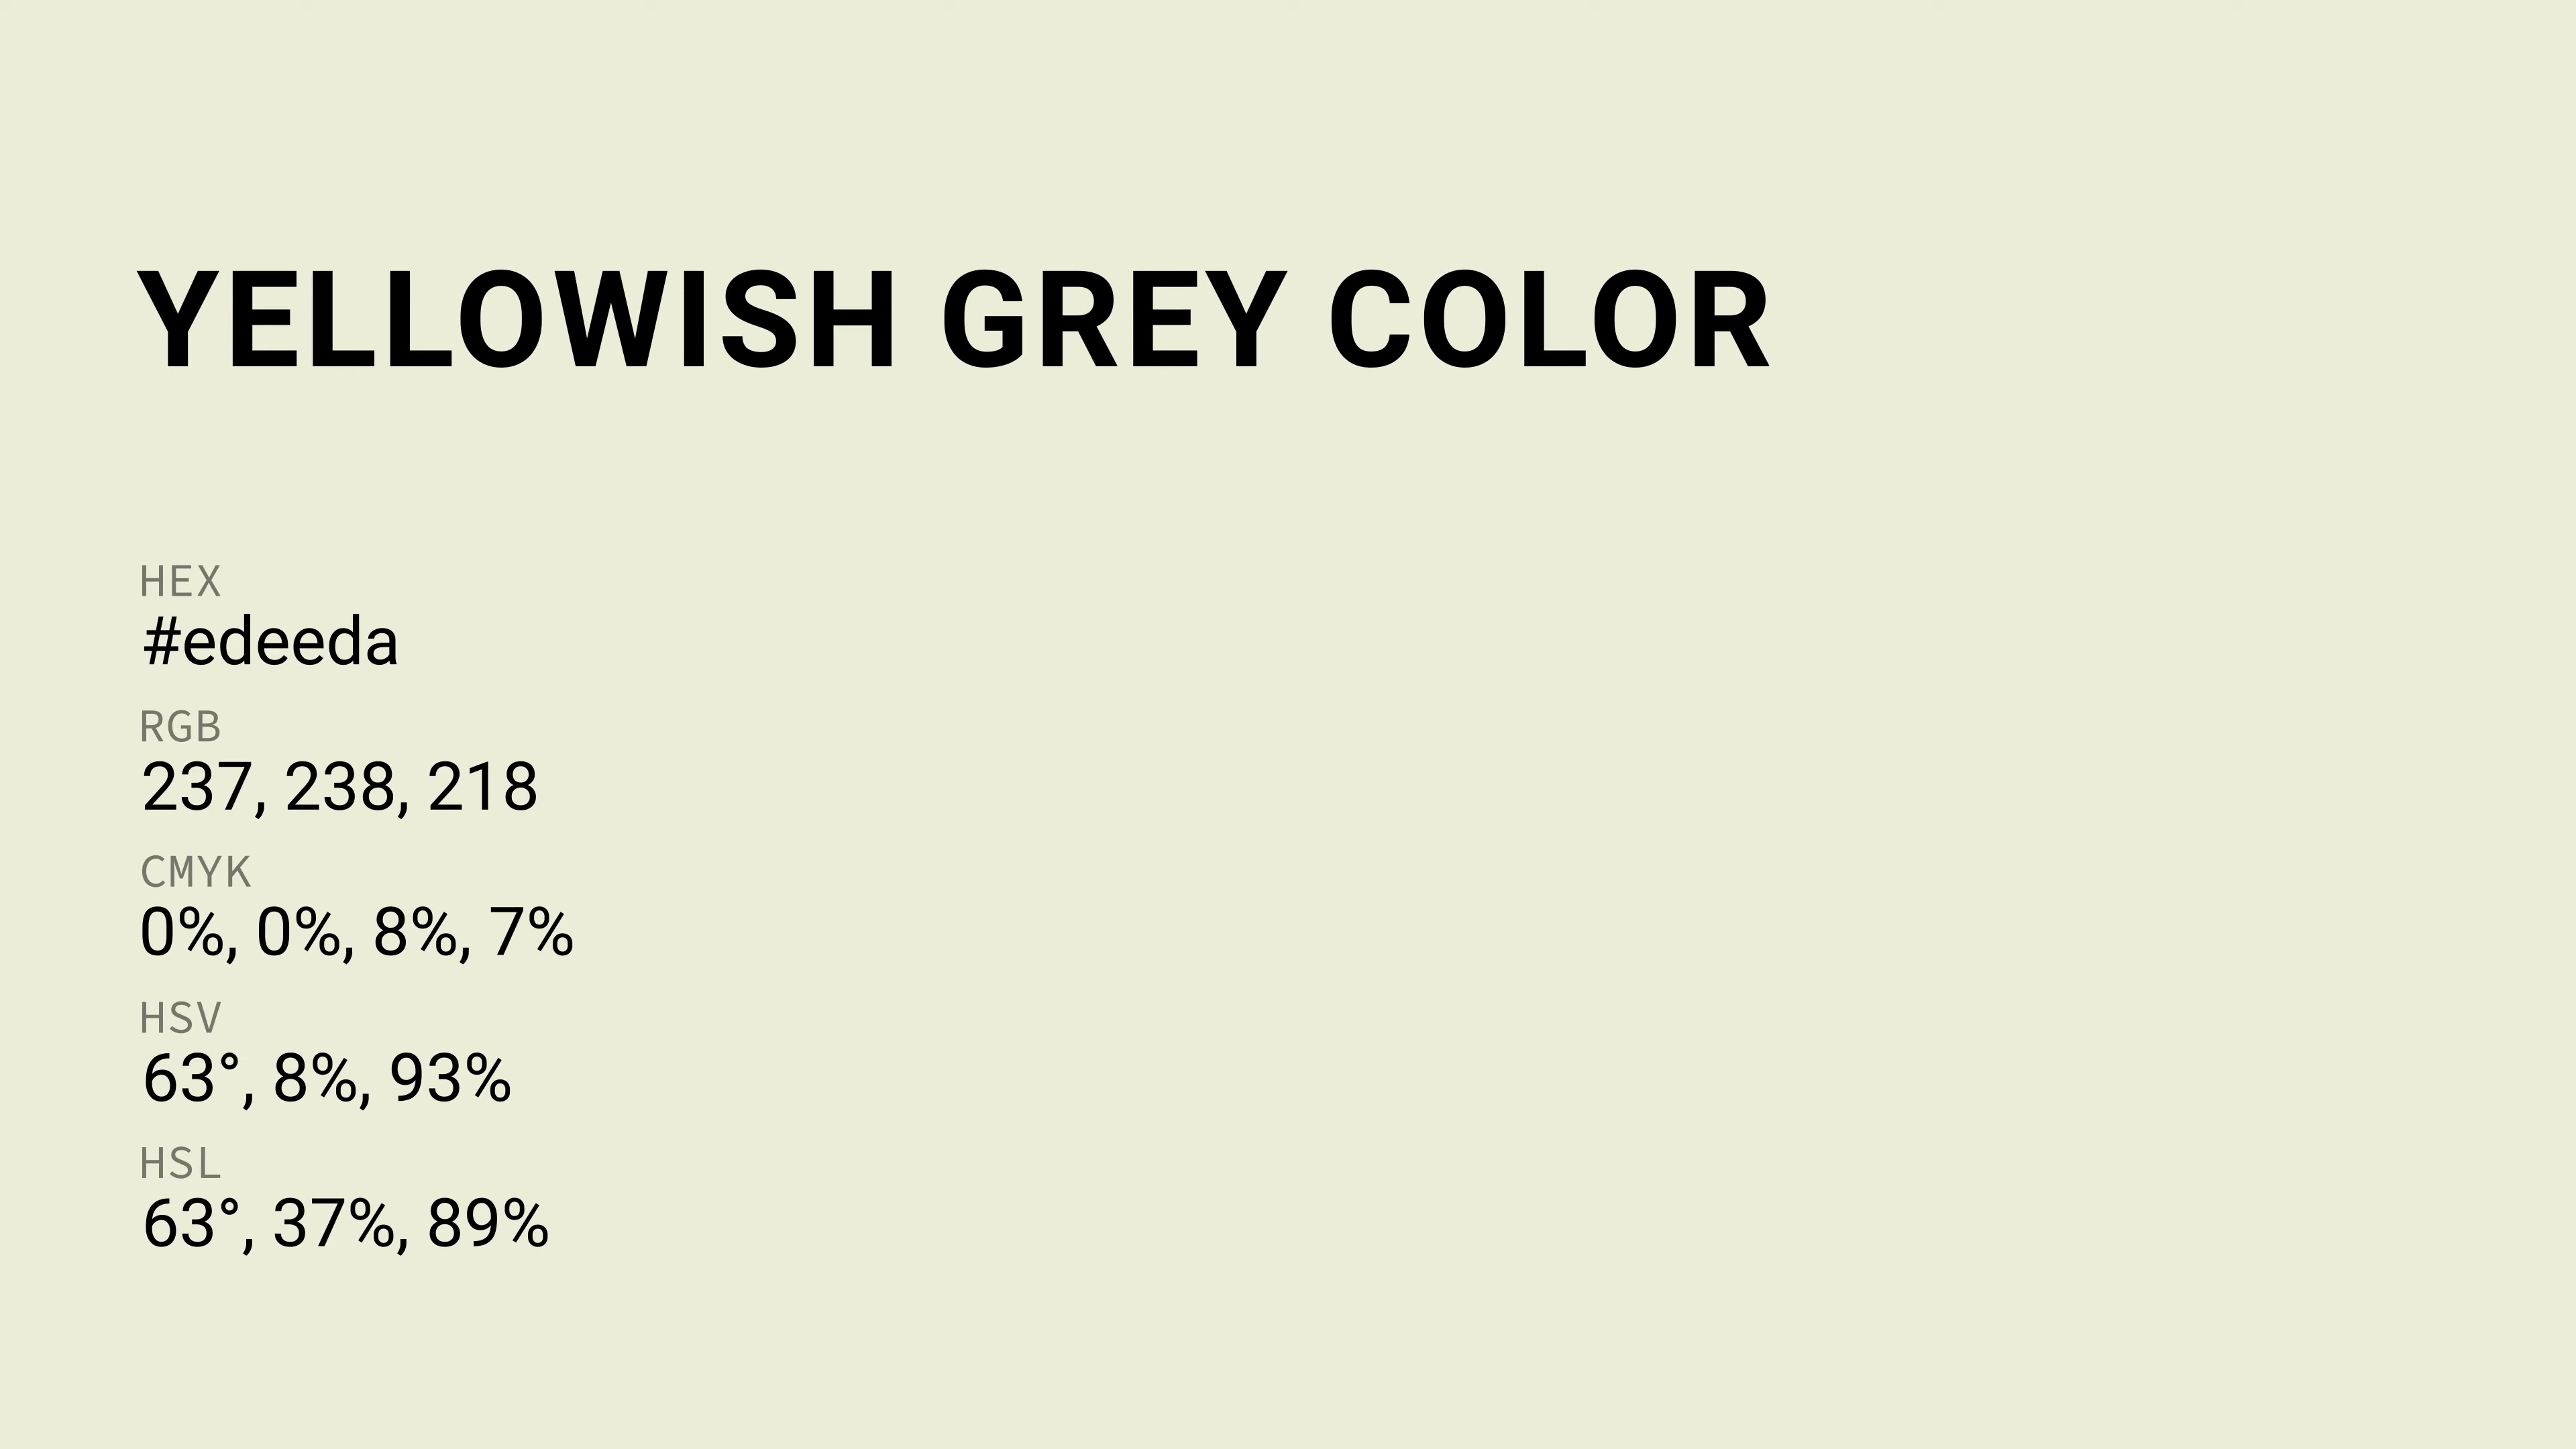 YELLOWISH GREY COLOR
HEX
#edeeda
RGB
237, 238, 218
CMYK
0%, 0%, 8%, 7%
HSV
63°, 8%, 93%
HSL
63°, 37%, 89%